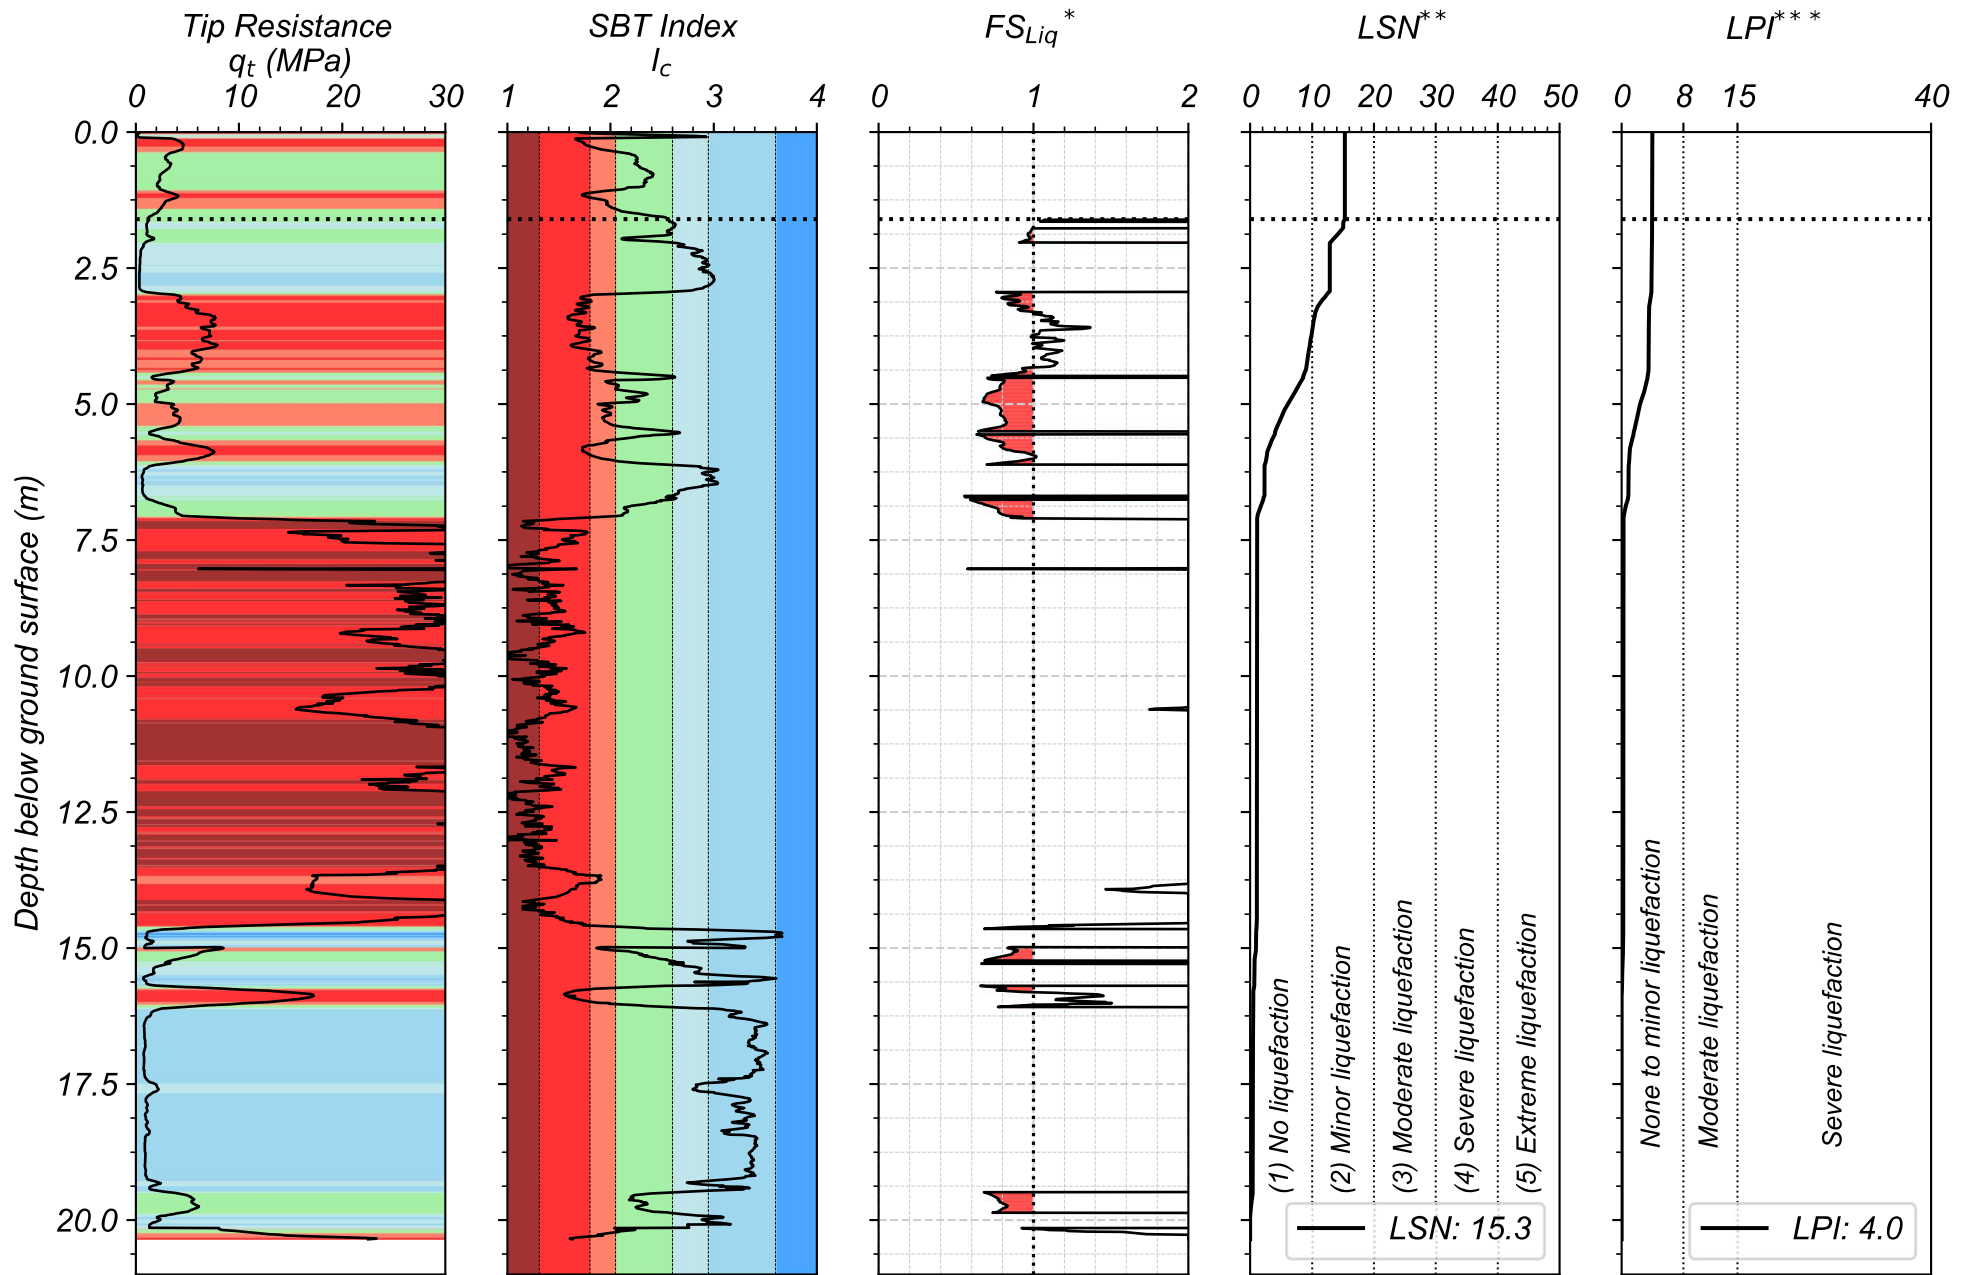 Tip Resistance
qt (MPa)
0 10 20 30
SBT Index
Ic
1 2 3 4
FSLiq*
0 1 2
LSN**
0 10 20 30 40 50
LPI***
0 8 15 40
Depth below ground surface (m)
0.0
2.5
5.0
7.5
10.0
12.5
15.0
17.5
20.0
(1) No liquefaction
(2) Minor liquefaction
(3) Moderate liquefaction
(4) Severe liquefaction
(5) Extreme liquefaction
LSN: 15.3
None to minor liquefaction
Moderate liquefaction
Severe liquefaction
LPI: 4.0